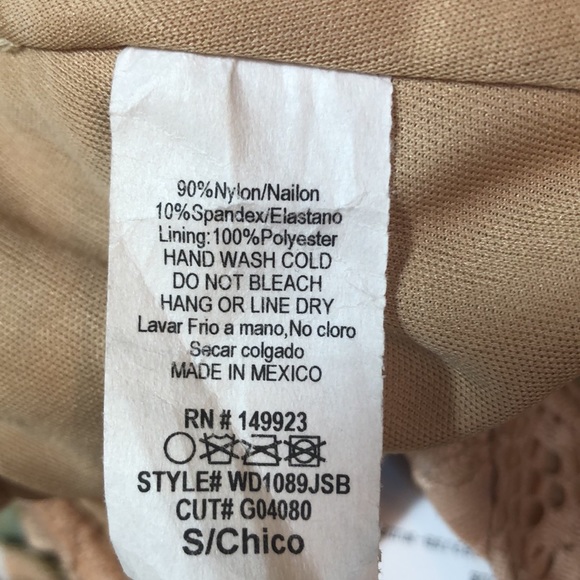 90%Nylon/Nailon
10%Spandex/Elastano
Lining:100%Polyester
HAND WASH COLD
DO NOT BLEACH
HANG OR LINE DRY
Lavar Frio a mano,No cloro
Secar colgado
MADE IN MEXICO
RN # 149923
STYLE# WD1089JSB
CUT# G04080
S/Chico